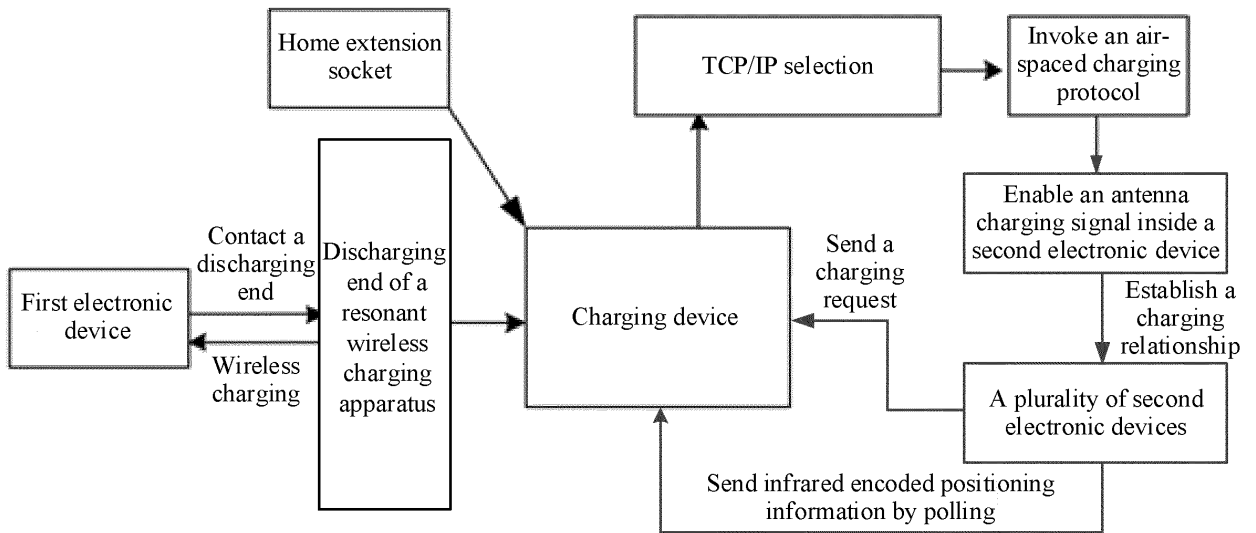 Home extension
socket
TCP/IP selection
Invoke an air-
spaced charging
protocol
Enable an antenna
charging signal inside a
second electronic device
Contact a
discharging
end
First electronic
device
Wireless
charging
Discharging
end of a
resonant
wireless
charging
apparatus
Charging device
Send a
charging
request
Establish a
charging
relationship
A plurality of second
electronic devices
Send infrared encoded positioning
information by polling